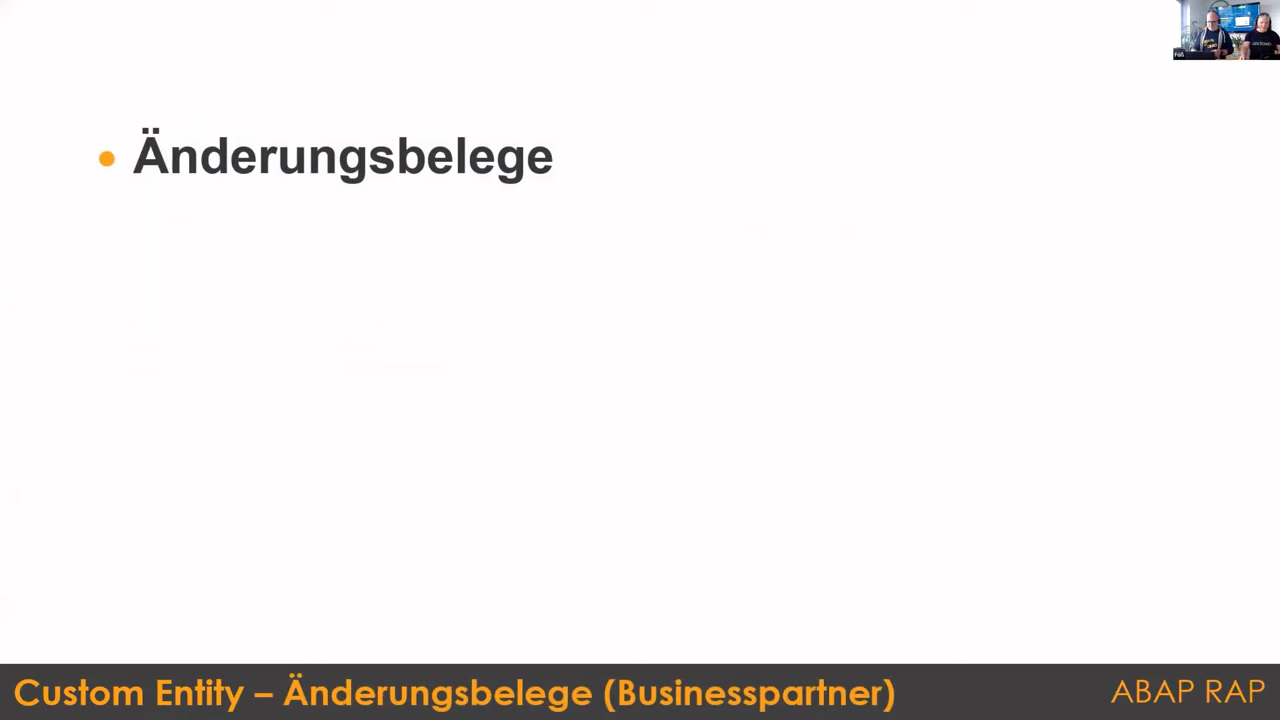 • Änderungsbelege
Custom Entity – Änderungsbelege (Businesspartner)
ABAP RAP